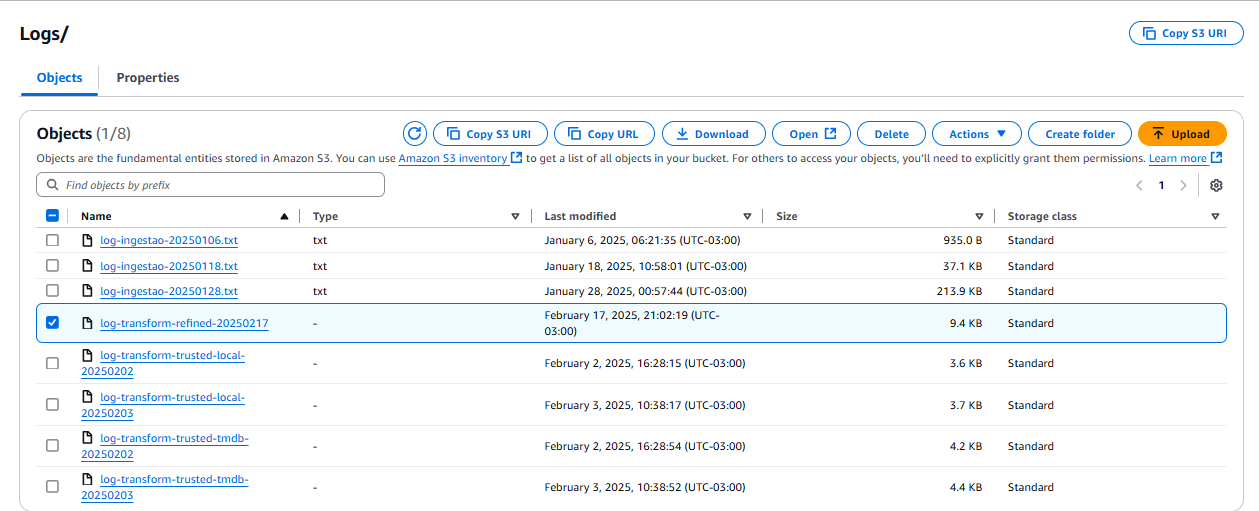 Logs/
Copy S3 URI
Objects
Properties
Objects (1/8)
Copy S3 URI
Copy URL
Download
Open
Delete
Actions
Create folder
Upload
Objects are the fundamental entities stored in Amazon S3. You can use Amazon S3 inventory to get a list of all objects in your bucket. For others to access your objects, you'll need to explicitly grant them permissions. Learn more
Find objects by prefix
1
Name Type Last modified Size Storage class
log-ingestao-20250106.txt txt January 6, 2025, 06:21:35 (UTC-03:00) 935.0 B Standard
log-ingestao-20250118.txt txt January 18, 2025, 10:58:01 (UTC-03:00) 37.1 KB Standard
log-ingestao-20250128.txt txt January 28, 2025, 00:57:44 (UTC-03:00) 213.9 KB Standard
log-transform-refined-20250217 - February 17, 2025, 21:02:19 (UTC-
03:00) 9.4 KB Standard
log-transform-trusted-local-
20250202 - February 2, 2025, 16:28:15 (UTC-03:00) 3.6 KB Standard
log-transform-trusted-local-
20250203 - February 3, 2025, 10:38:17 (UTC-03:00) 3.7 KB Standard
log-transform-trusted-tmdb-
20250202 - February 2, 2025, 16:28:54 (UTC-03:00) 4.2 KB Standard
log-transform-trusted-tmdb-
20250203 - February 3, 2025, 10:38:52 (UTC-03:00) 4.4 KB Standard